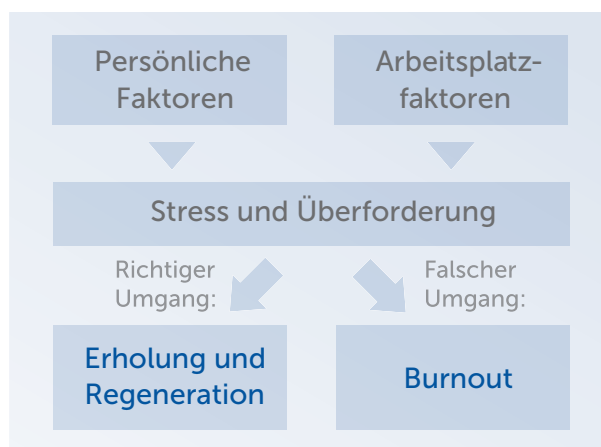 Persönliche
Faktoren
Arbeitsplatz-
faktoren
Stress und Überforderung
Richtiger
Umgang:
Falscher
Umgang:
Erholung und
Regeneration
Burnout